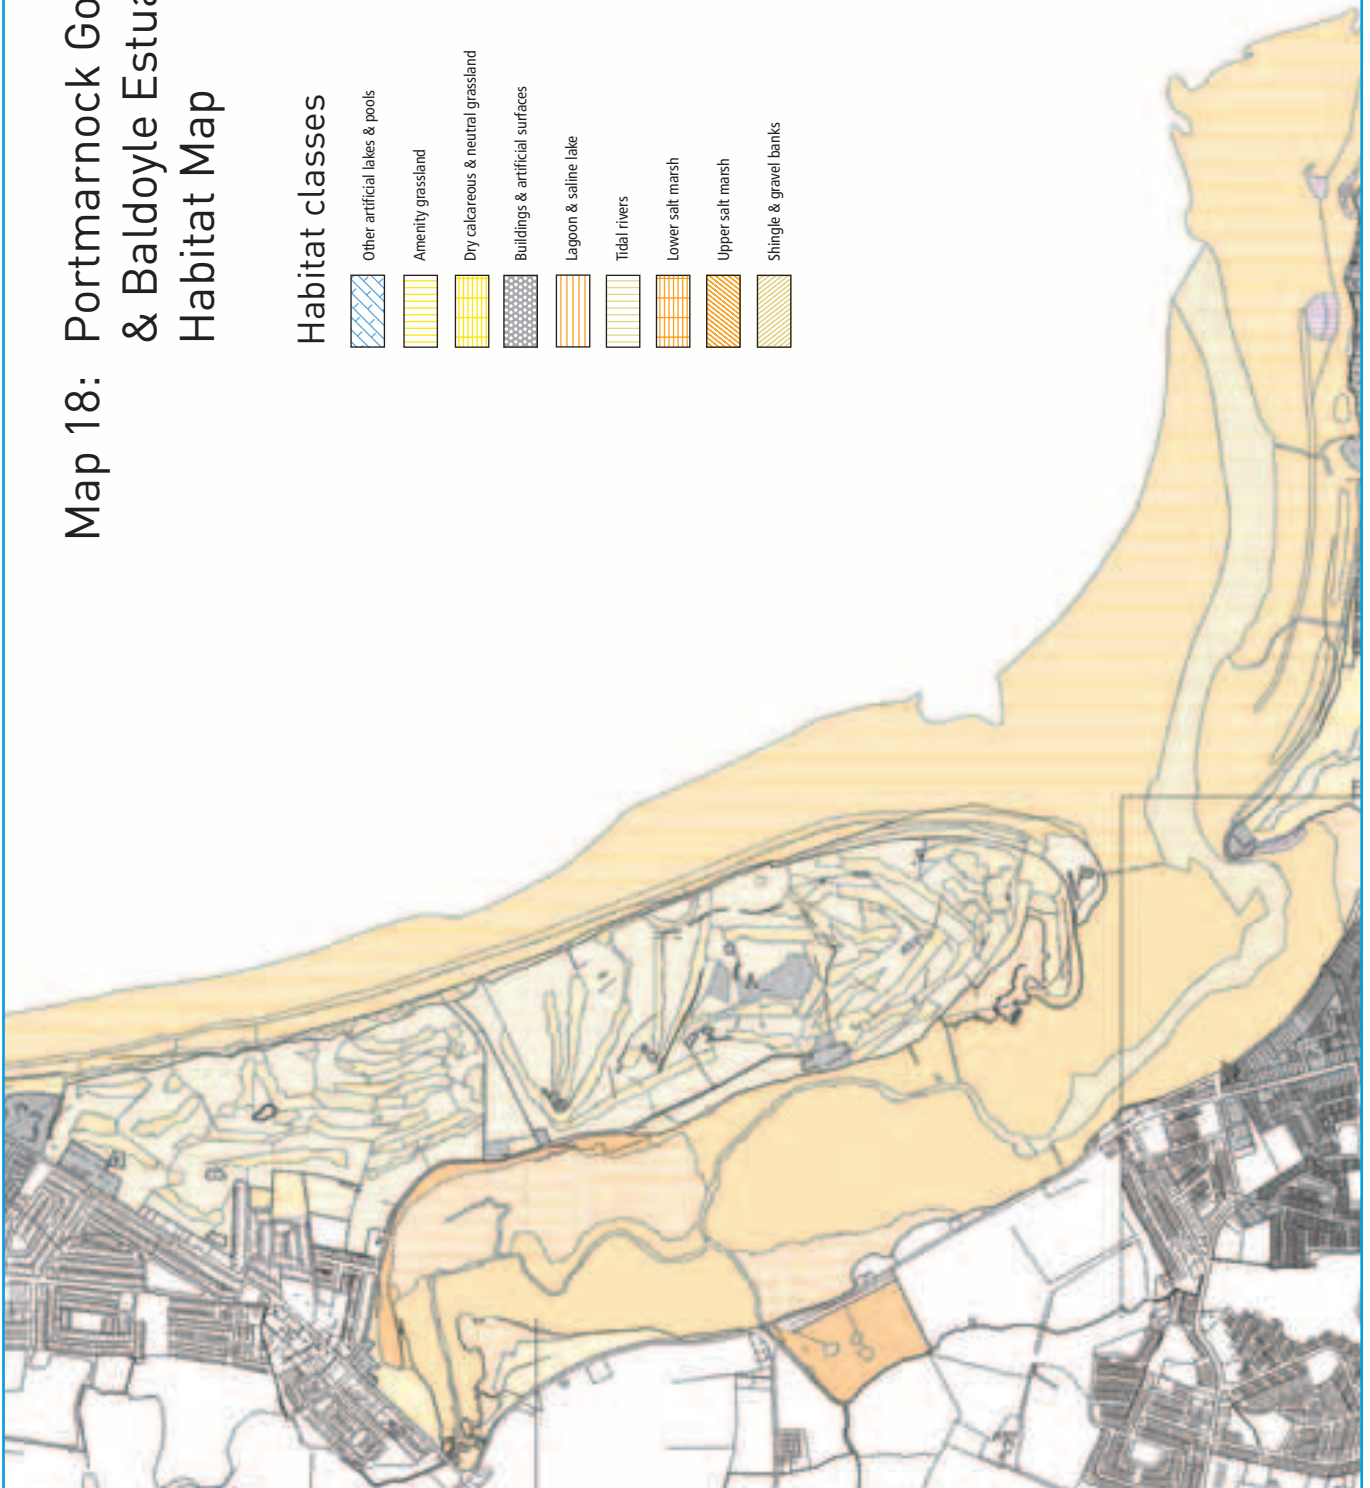 Map 18: Portmarnock Go
& Baldoyle Estua
Habitat Map
Habitat classes
Other artificial lakes & pools
Amenity grassland
Dry calcareous & neutral grassland
Buildings & artificial surfaces
Lagoon & saline lake
Tidal rivers
Lower salt marsh
Upper salt marsh
Shingle & gravel banks